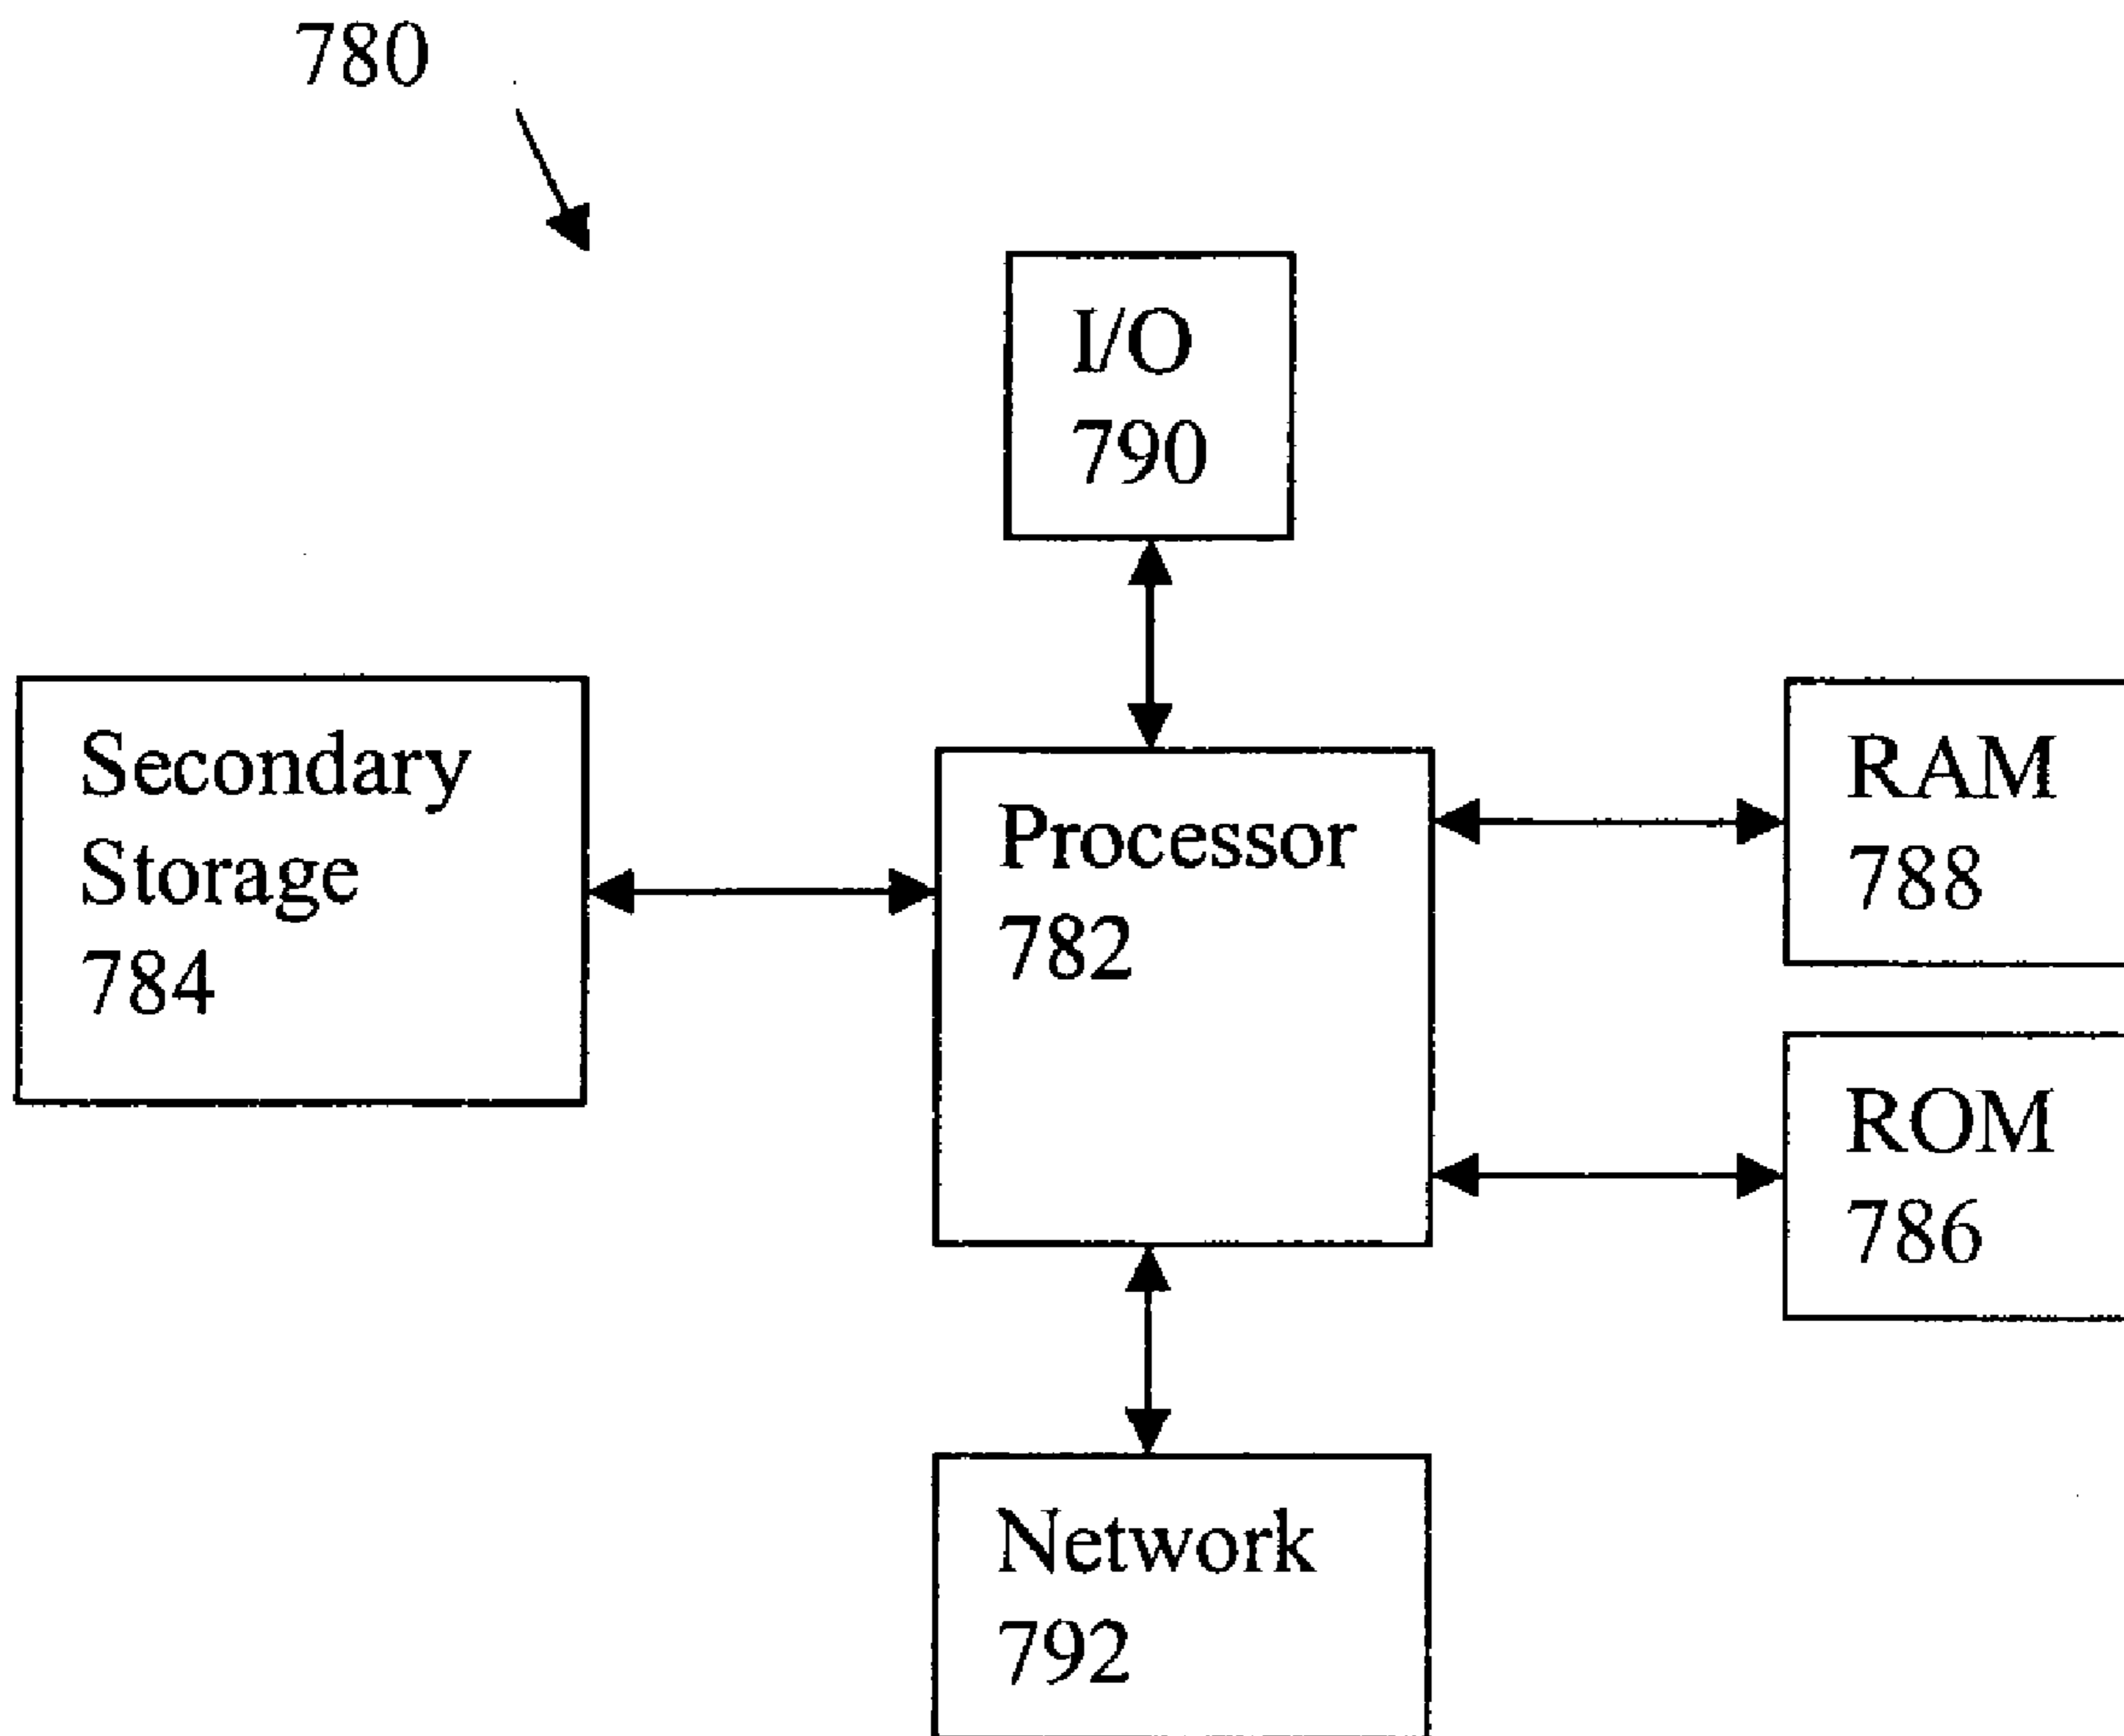 780
I/O
790
Secondary
Storage
784
Processor
782
RAM
788
ROM
786
Network
792